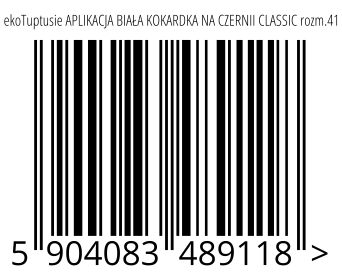 ekoTuptusie APLIKACJA BIAŁA KOKARDKA NA CZERNII CLASSIC rozm.41
5 904083 489118 >